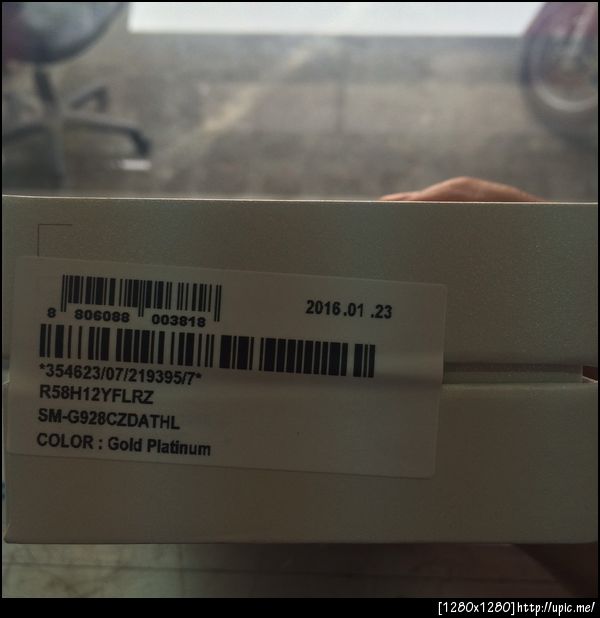 2016.01 .23
8 806088 003818
*354623/07/219395/7*
R58H12YFLRZ
SM-G928CZDATHL
COLOR : Gold Platinum
[1280x1280]http://upic.me/